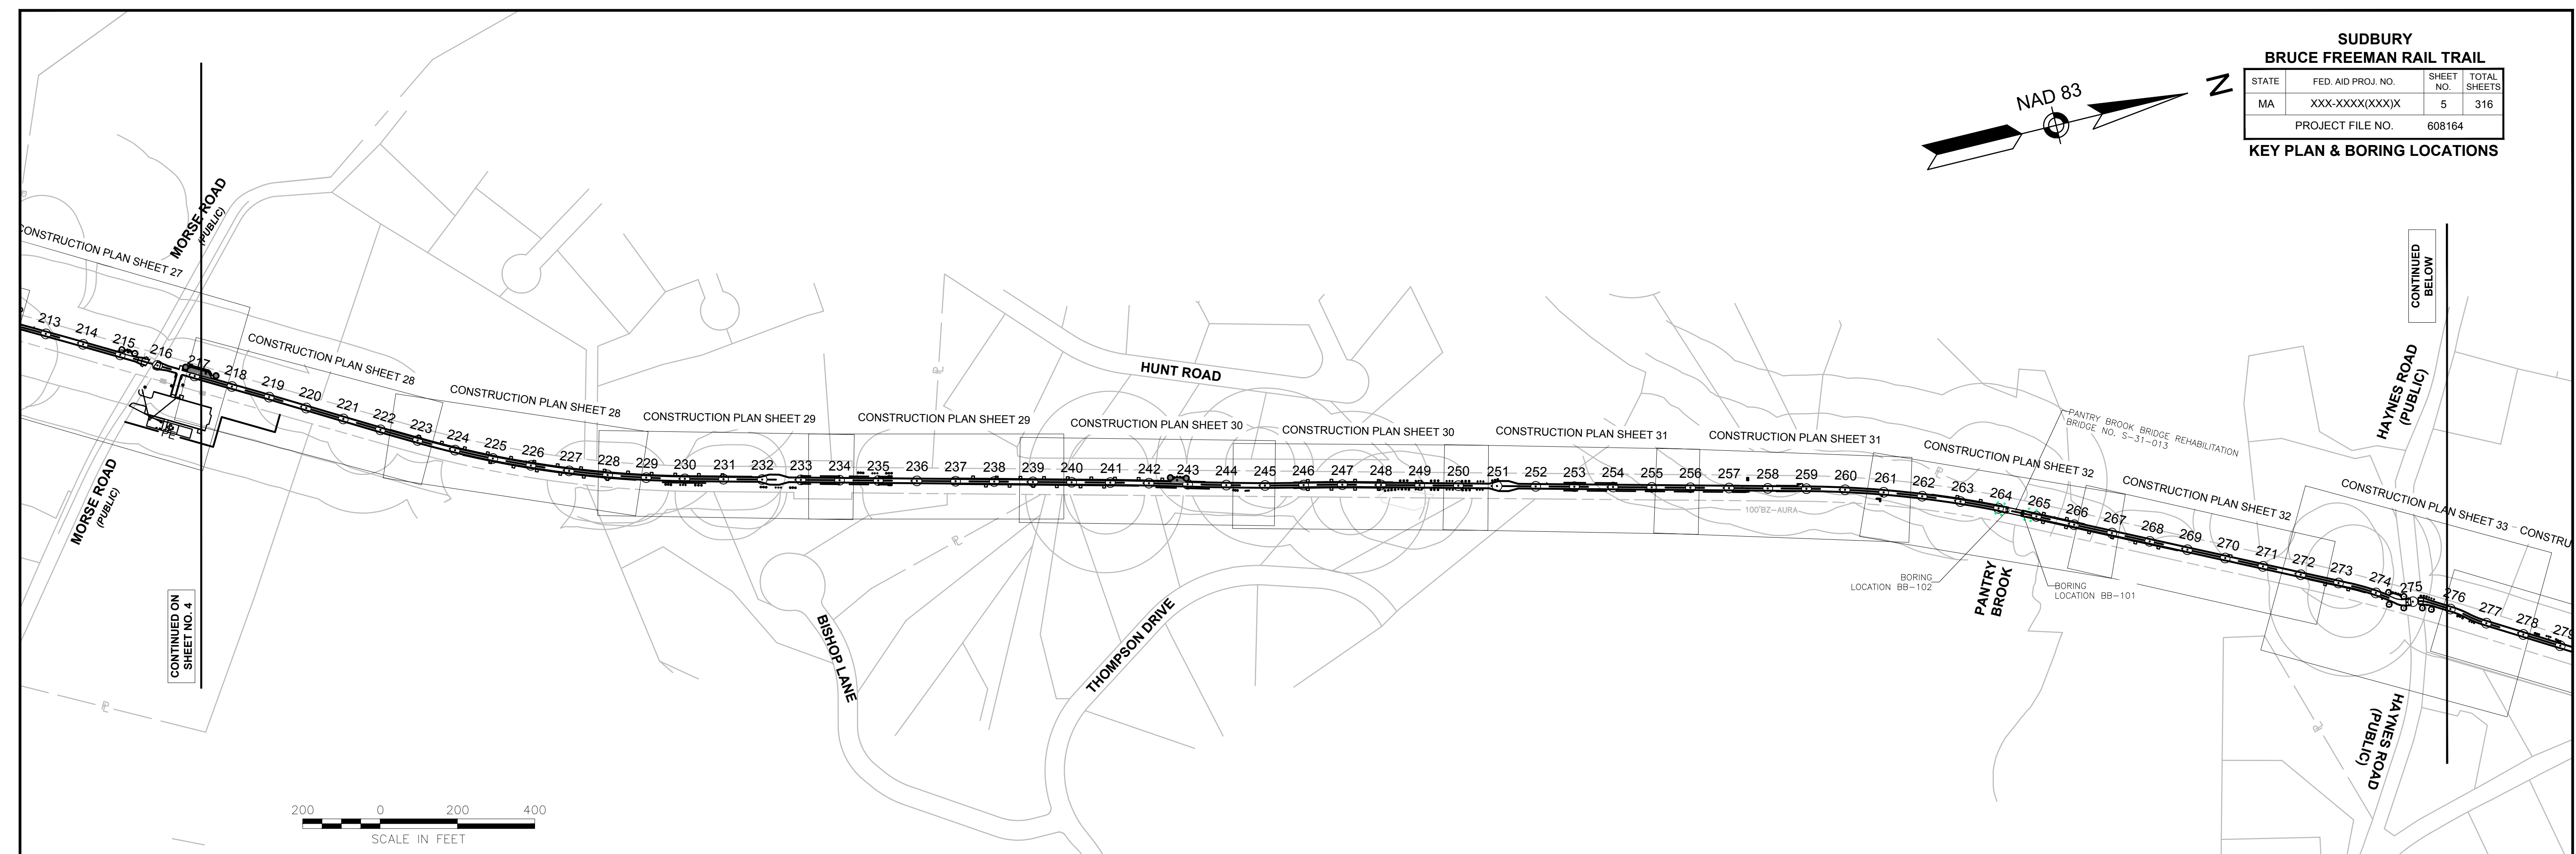 SUDBURY
BRUCE FREEMAN RAIL TRAIL
STATE
FED. AID PROJ. NO.
SHEET
NO.
TOTAL
SHEETS
MA
XXX-XXXX(XXX)X
5
316
PROJECT FILE NO.
608164
KEY PLAN & BORING LOCATIONS
NAD 83
N
MORSE ROAD
(PUBLIC)
CONSTRUCTION PLAN SHEET 27
CONSTRUCTION PLAN SHEET 28
CONSTRUCTION PLAN SHEET 28
CONSTRUCTION PLAN SHEET 29
CONSTRUCTION PLAN SHEET 29
CONSTRUCTION PLAN SHEET 30
CONSTRUCTION PLAN SHEET 30
CONSTRUCTION PLAN SHEET 31
CONSTRUCTION PLAN SHEET 31
CONSTRUCTION PLAN SHEET 32
CONSTRUCTION PLAN SHEET 32
CONSTRUCTION PLAN SHEET 33
CONSTRU
HUNT ROAD
PANTRY BROOK BRIDGE REHABILITATION
BRIDGE NO. S-31-013
CONTINUED
BELOW
HAYNES ROAD
(PUBLIC)
213 214 215 216 217 218 219 220 221 222 223 224 225 226 227 228 229 230 231 232 233 234 235 236 237 238 239 240 241 242 243 244 245 246 247 248 249 250 251 252 253 254 255 256 257 258 259 260 261 262 263 264 265 266 267 268 269 270 271 272 273 274 275 276 277 278 279
100'BZ-AURA
MORSE ROAD
(PUBLIC)
CONTINUED ON
SHEET NO. 4
BISHOP LANE
THOMPSON DRIVE
BORING
LOCATION BB-102
PANTRY
BROOK
BORING
LOCATION BB-101
HAYNES ROAD
(PUBLIC)
200 0 200 400
SCALE IN FEET